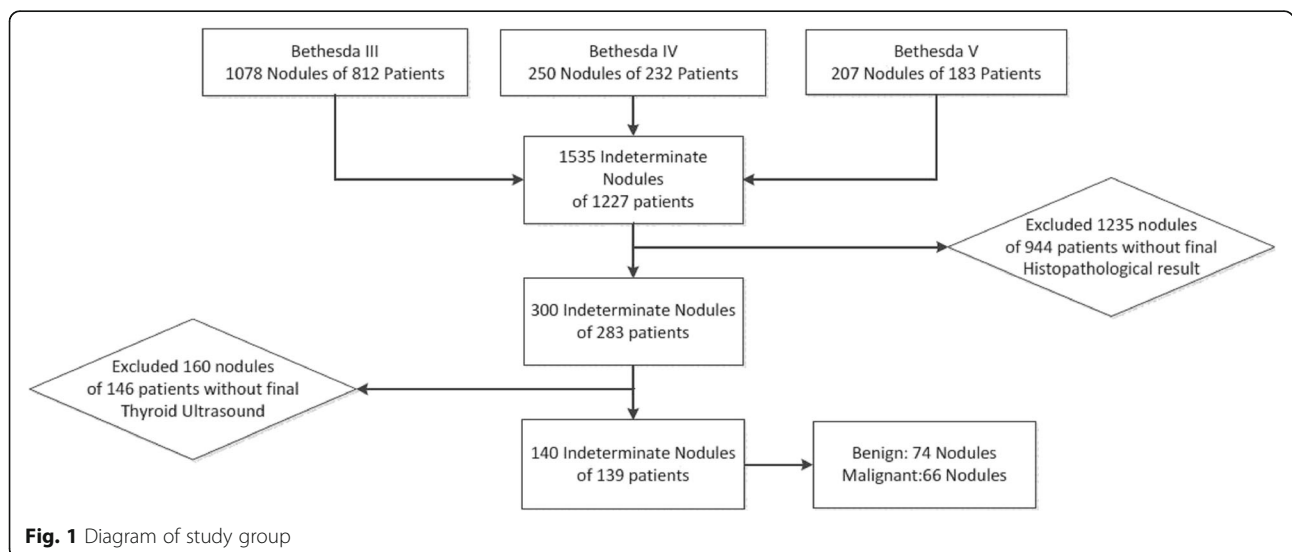 Bethesda III
1078 Nodules of 812 Patients
Bethesda IV
250 Nodules of 232 Patients
Bethesda V
207 Nodules of 183 Patients
1535 Indeterminate
Nodules
of 1227 patients
Excluded 1235 nodules
of 944 patients without final
Histopathological result
300 Indeterminate Nodules
of 283 patients
Excluded 160 nodules
of 146 patients without final
Thyroid Ultrasound
140 Indeterminate Nodules
of 139 patients
Benign: 74 Nodules
Malignant:66 Nodules
Fig. 1 Diagram of study group